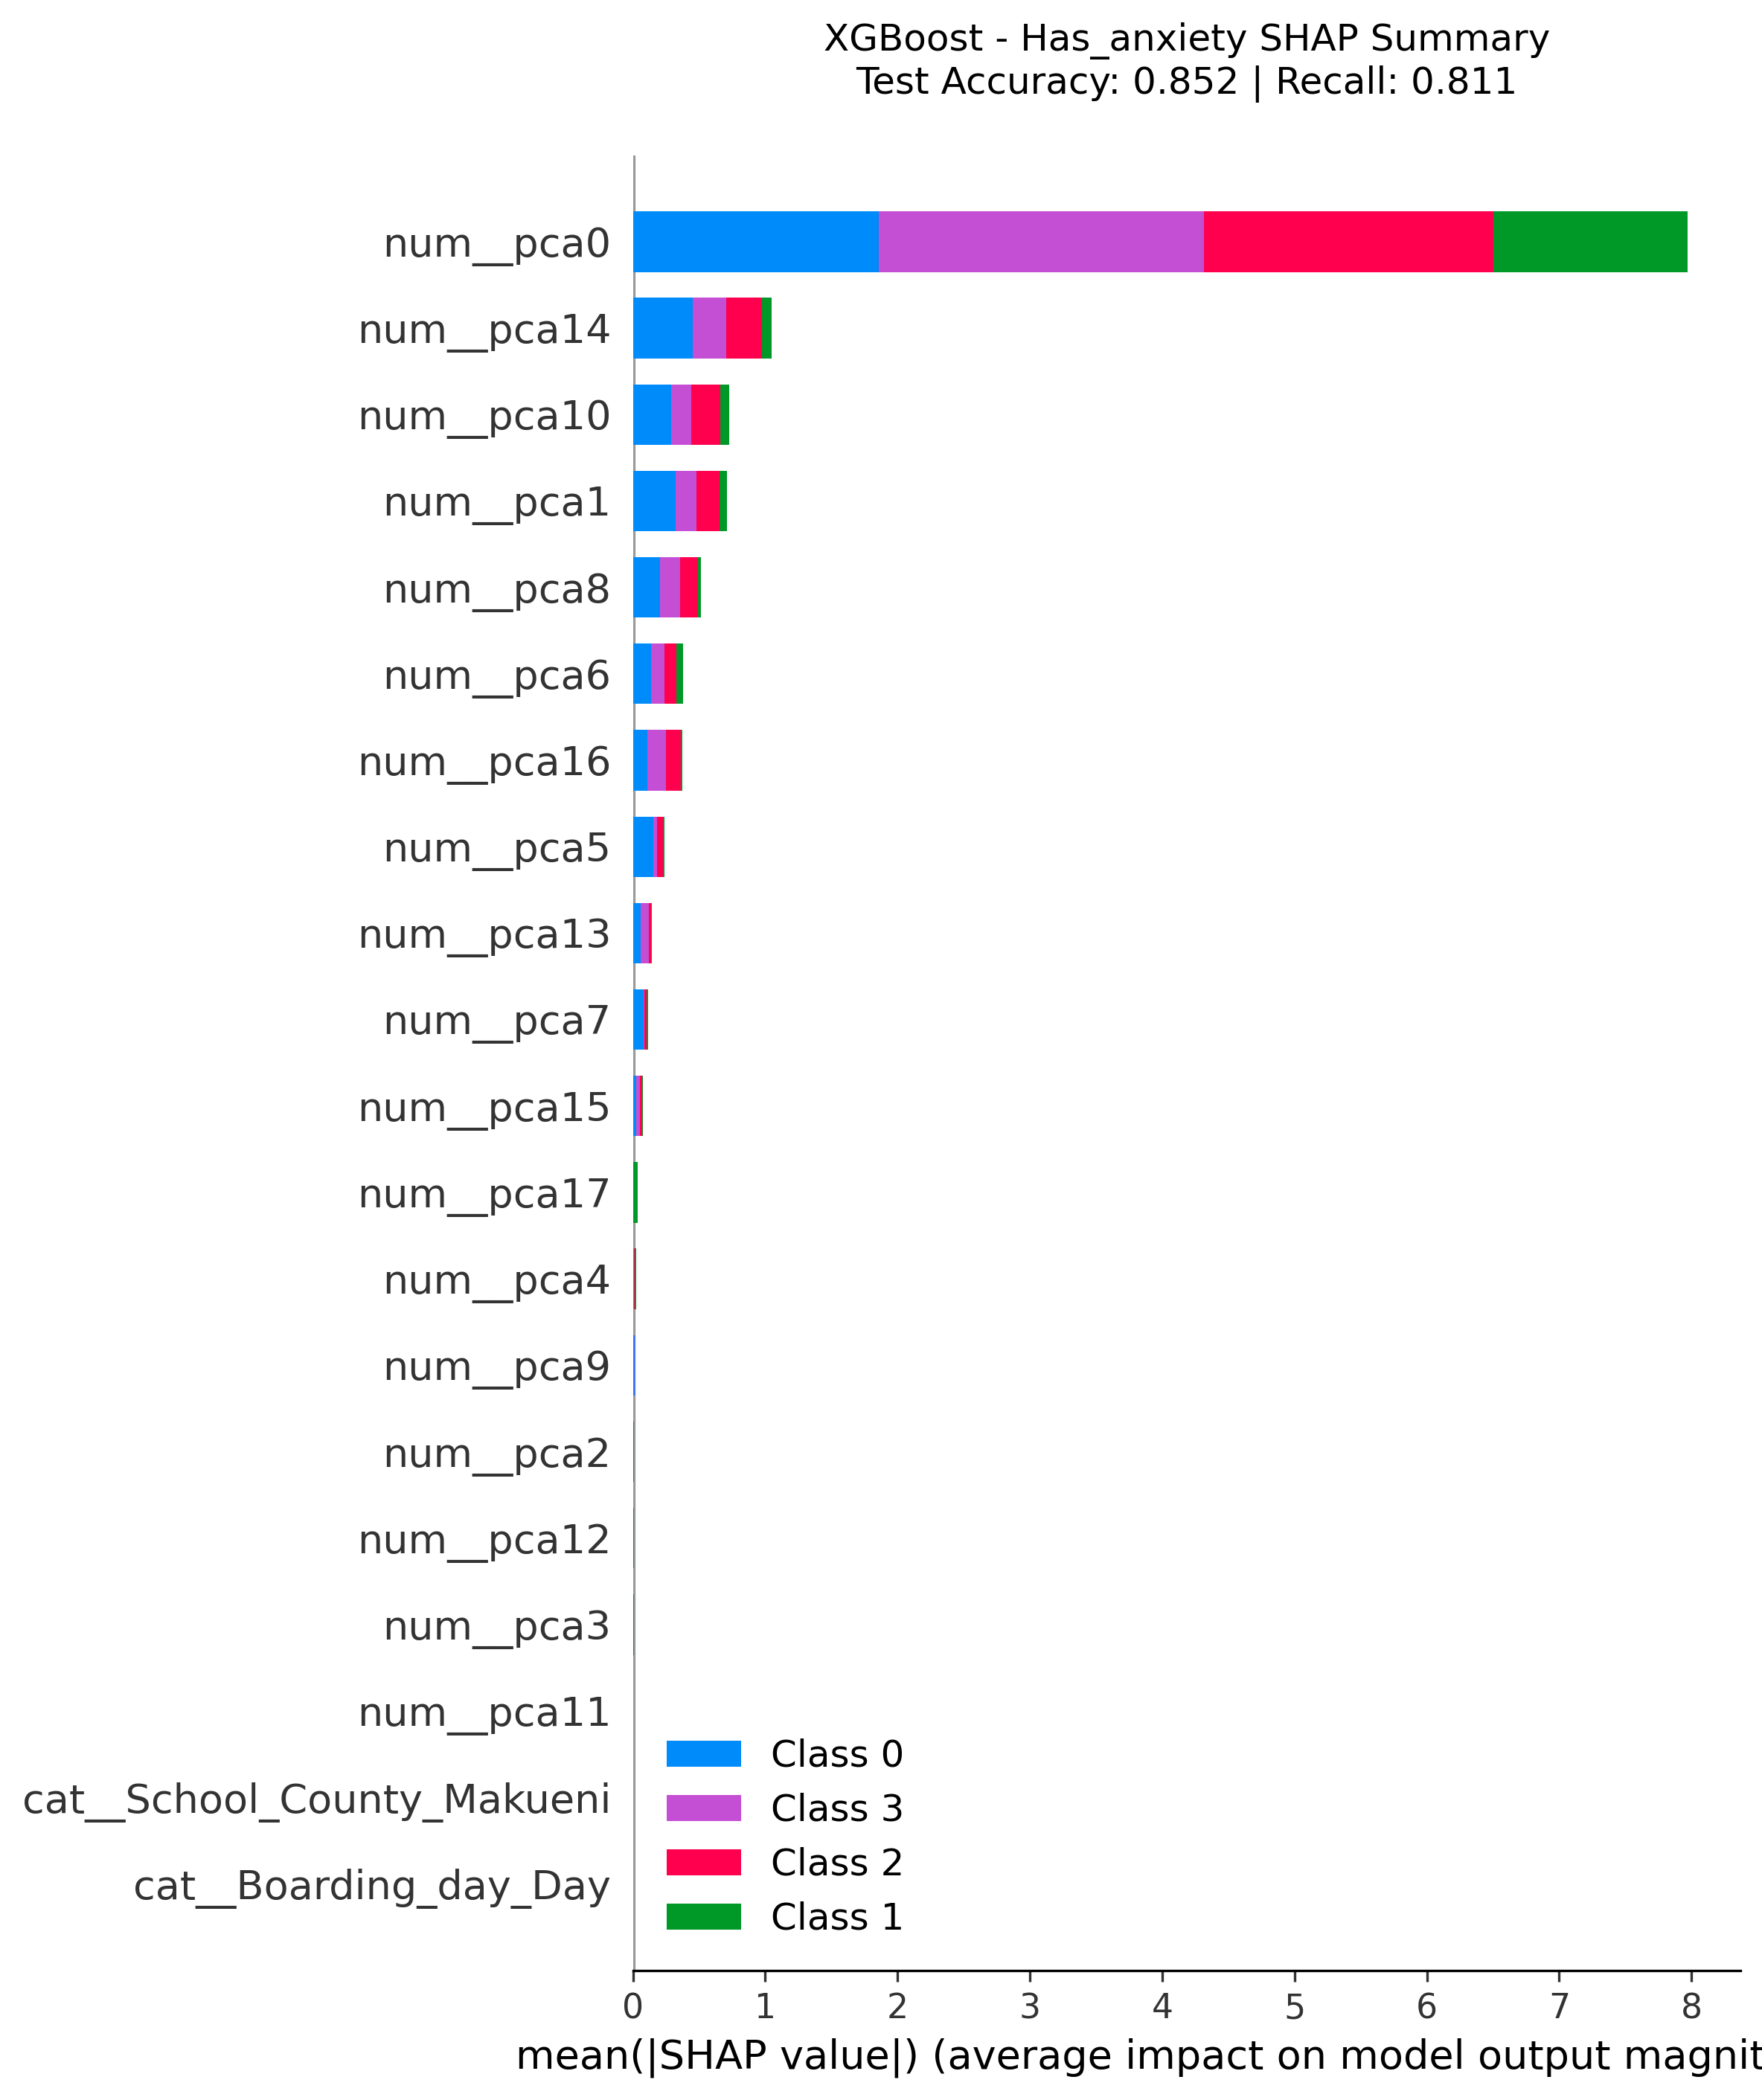 XGBoost - Has_anxiety SHAP Summary
Test Accuracy: 0.852 | Recall: 0.811
num__pca0
num__pca14
num__pca10
num__pca1
num__pca8
num__pca6
num__pca16
num__pca5
num__pca13
num__pca7
num__pca15
num__pca17
num__pca4
num__pca9
num__pca2
num__pca12
num__pca3
num__pca11
cat__School_County_Makueni
cat__Boarding_day_Day
Class 0
Class 3
Class 2
Class 1
0 1 2 3 4 5 6 7 8
mean(|SHAP value|) (average impact on model output magnit